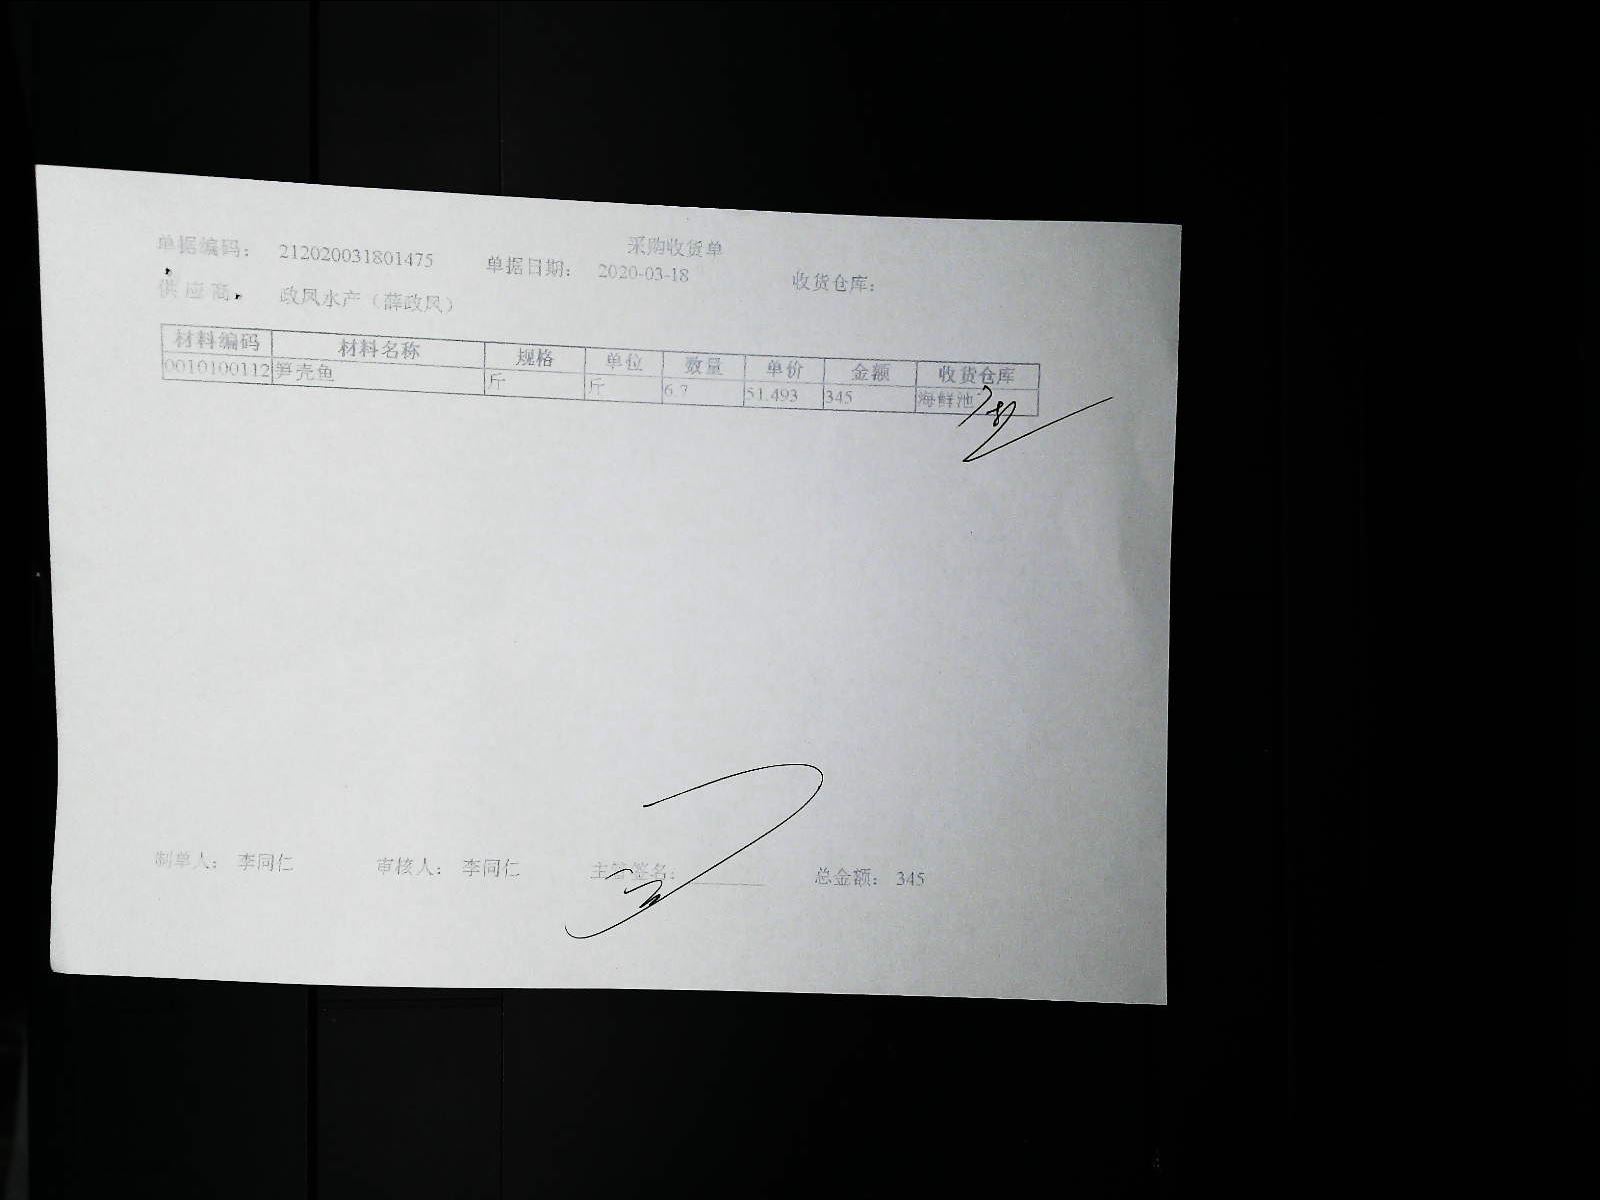 采购收货单
单据编码： 212020031801475 单据日期： 2020-03-18 收货仓库：
供应商： 政风水产（薛政风）
材料编码 材料名称 规格 单位 数量 单价 金额 收货仓库
0010100112 笋壳鱼 斤 斤 6.7 51.493 345 海鲜池
制单人： 李同仁 审核人： 李同仁 主管签名： 总金额： 345